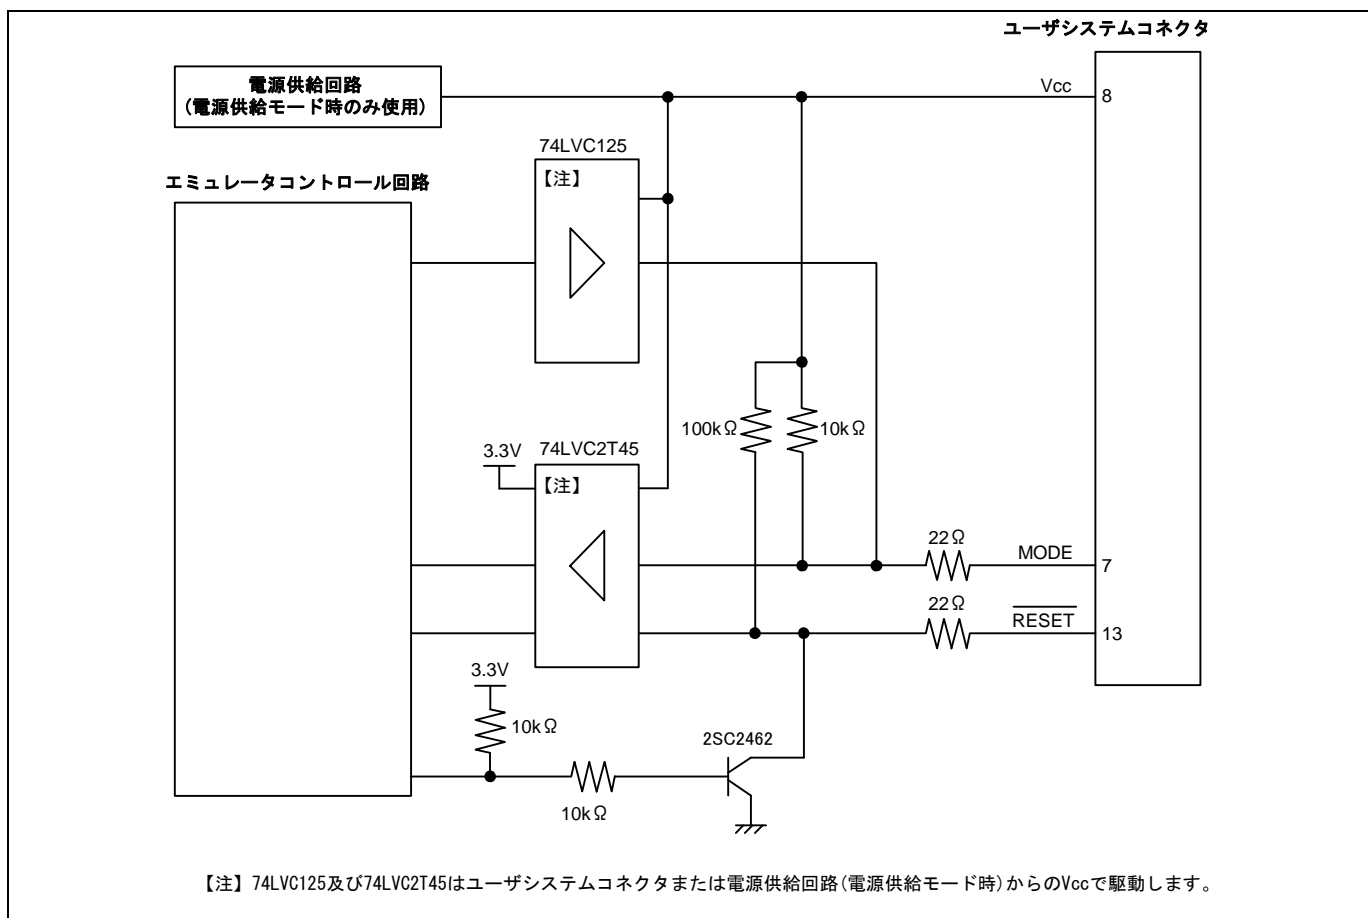 ユーザシステムコネクタ
電源供給回路
(電源供給モード時のみ使用)
Vcc
8
74LVC125
【注】
エミュレータコントロール回路
100kΩ
10kΩ
3.3V
74LVC2T45
【注】
22Ω
MODE
7
22Ω
RESET
13
3.3V
10kΩ
2SC2462
10kΩ
【注】74LVC125及び74LVC2T45はユーザシステムコネクタまたは電源供給回路(電源供給モード時)からのVccで駆動します。